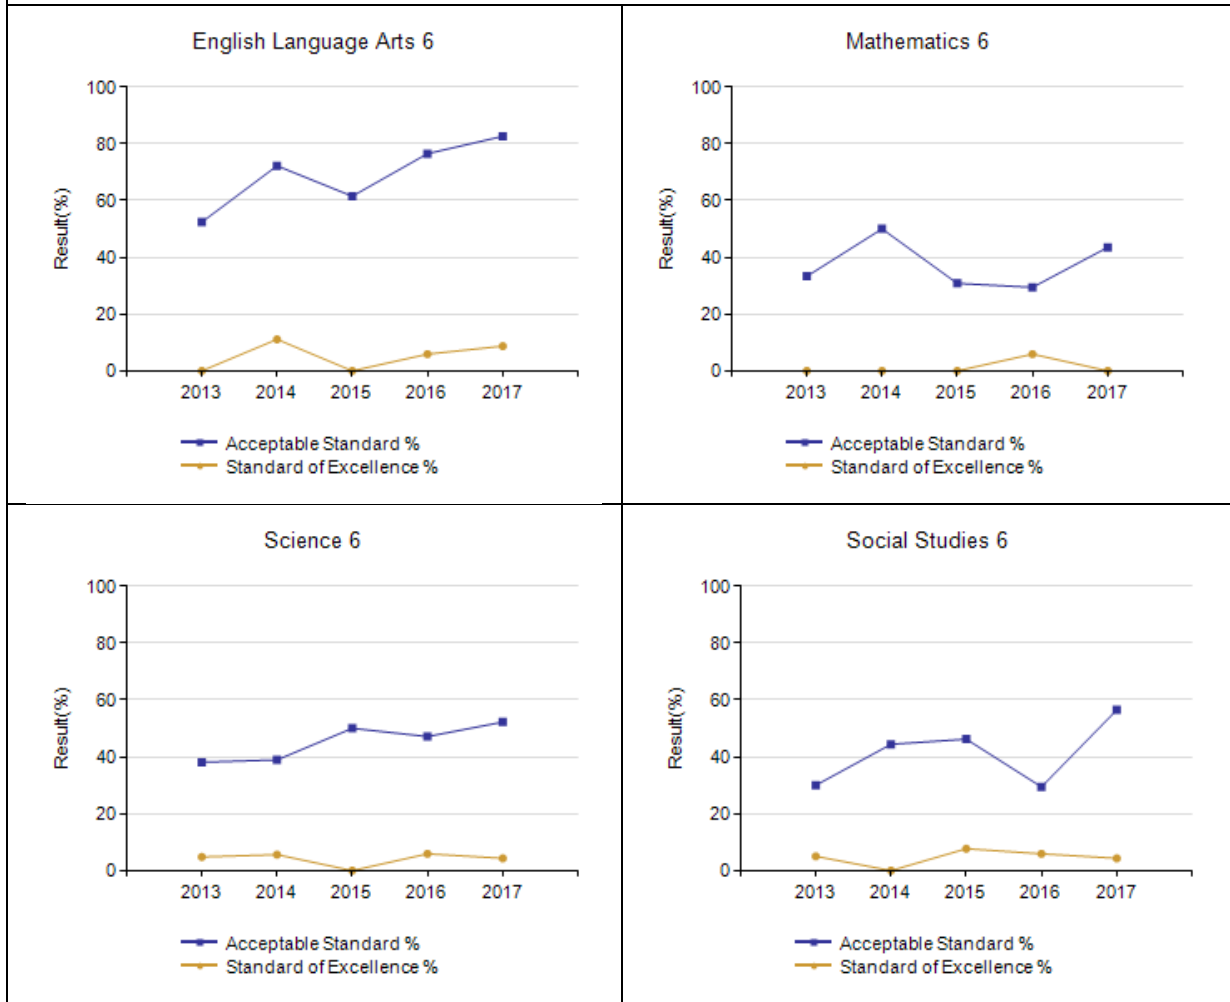 English Language Arts 6
100
80
60
40
20
0
Result(%)
2013 2014 2015 2016 2017
Acceptable Standard %
Standard of Excellence %
Mathematics 6
100
80
60
40
20
0
Result(%)
2013 2014 2015 2016 2017
Acceptable Standard %
Standard of Excellence %
Science 6
100
80
60
40
20
0
Result(%)
2013 2014 2015 2016 2017
Acceptable Standard %
Standard of Excellence %
Social Studies 6
100
80
60
40
20
0
Result(%)
2013 2014 2015 2016 2017
Acceptable Standard %
Standard of Excellence %